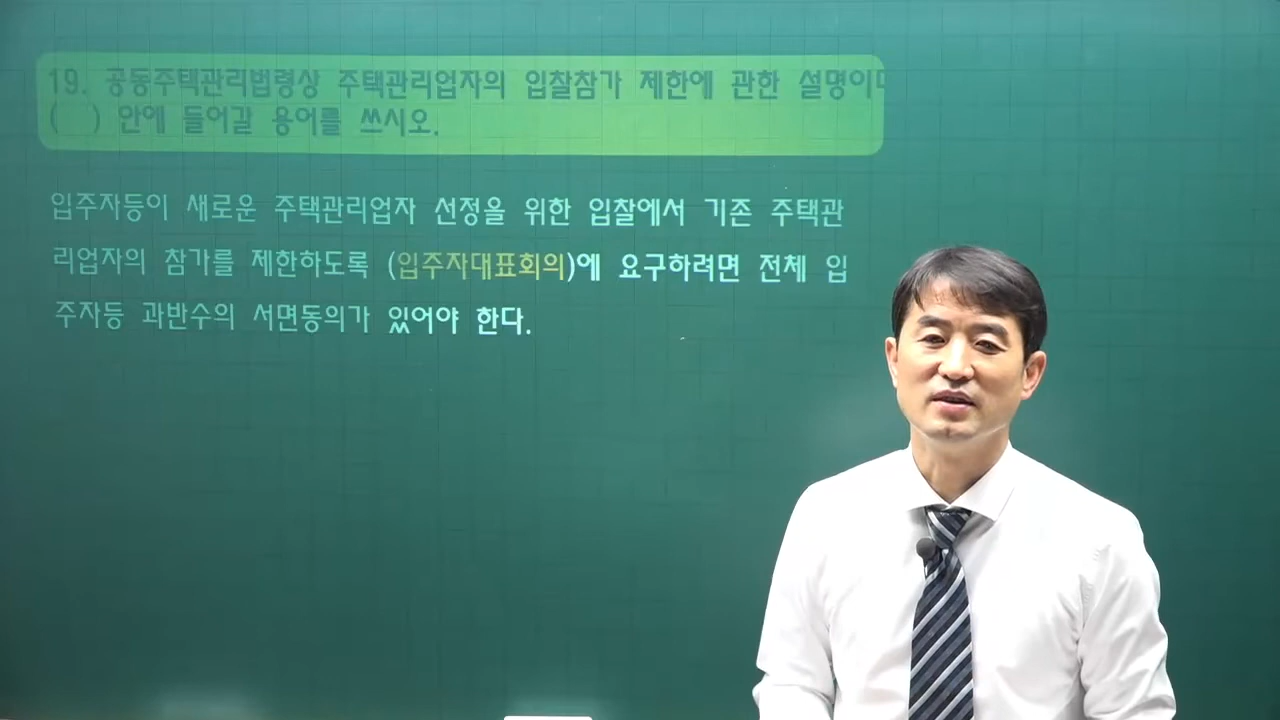 19. 공동주택관리법령상 주택관리업자의 입찰참가 제한에 관한 설명이다
( ) 안에 들어갈 용어를 쓰시오.
입주자등이 새로운 주택관리업자 선정을 위한 입찰에서 기존 주택관
리업자의 참가를 제한하도록 (입주자대표회의)에 요구하려면 전체 입
주자등 과반수의 서면동의가 있어야 한다.